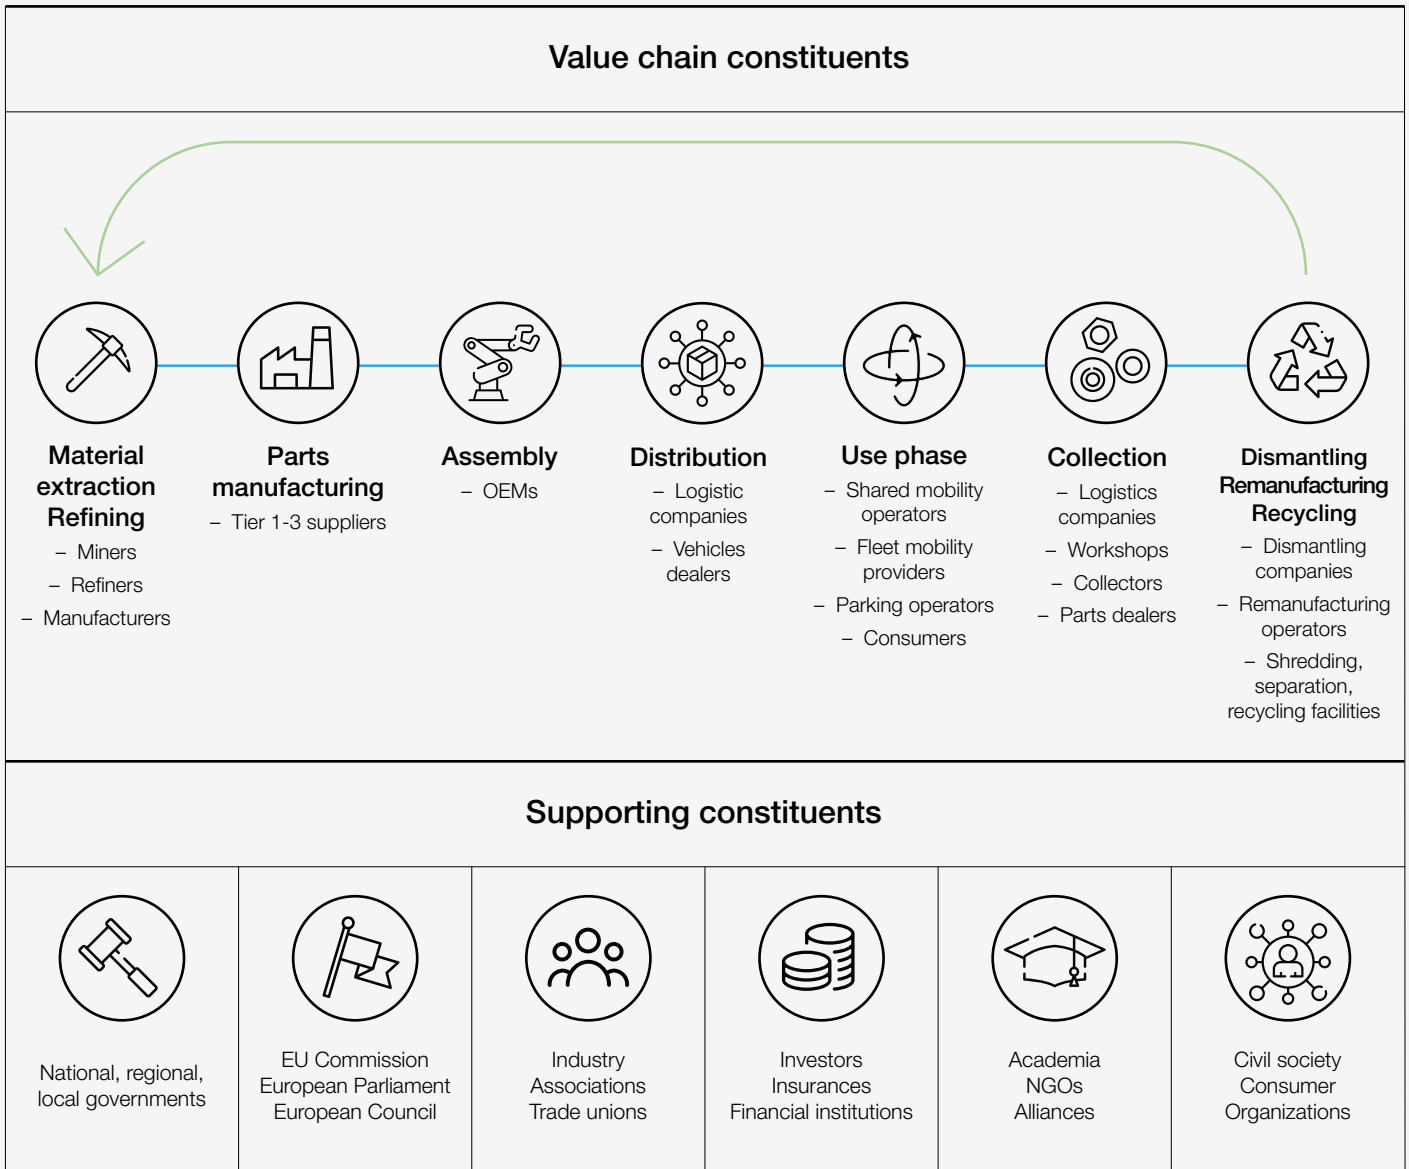 Value chain constituents
Material
extraction
Refining
– Miners
– Refiners
– Manufacturers
Parts
manufacturing
– Tier 1-3 suppliers
Assembly
– OEMs
Distribution
– Logistic
companies
– Vehicles
dealers
Use phase
– Shared mobility
operators
– Fleet mobility
providers
– Parking operators
– Consumers
Collection
– Logistics
companies
– Workshops
– Collectors
– Parts dealers
Dismantling
Remanufacturing
Recycling
– Dismantling
companies
– Remanufacturing
operators
– Shredding,
separation,
recycling facilities
Supporting constituents
National, regional,
local governments
EU Commission
European Parliament
European Council
Industry
Associations
Trade unions
Investors
Insurances
Financial institutions
Academia
NGOs
Alliances
Civil society
Consumer
Organizations